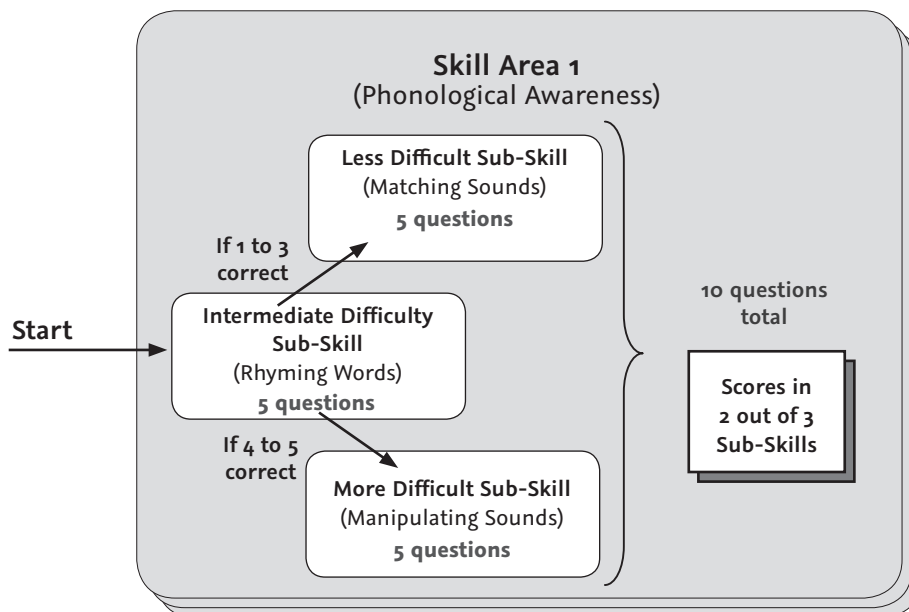 Skill Area 1
(Phonological Awareness)
Less Difficult Sub-Skill
(Matching Sounds)
5 questions
If 1 to 3
correct
Start
Intermediate Difficulty
Sub-Skill
(Rhyming Words)
5 questions
If 4 to 5
correct
More Difficult Sub-Skill
(Manipulating Sounds)
5 questions
10 questions
total
Scores in
2 out of 3
Sub-Skills